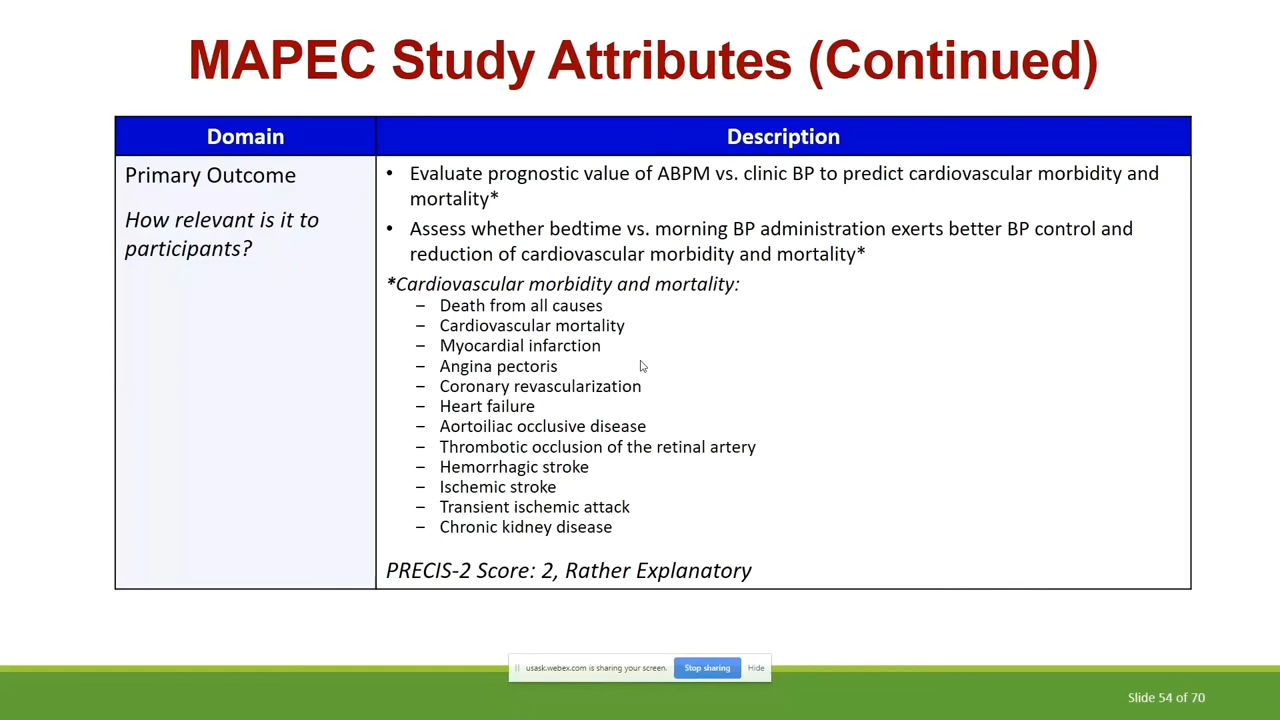 MAPEC Study Attributes (Continued)
Domain
Description
Primary Outcome
How relevant is it to
participants?
• Evaluate prognostic value of ABPM vs. clinic BP to predict cardiovascular morbidity and
mortality*
• Assess whether bedtime vs. morning BP administration exerts better BP control and
reduction of cardiovascular morbidity and mortality*
*Cardiovascular morbidity and mortality:
– Death from all causes
– Cardiovascular mortality
– Myocardial infarction
– Angina pectoris
– Coronary revascularization
– Heart failure
– Aortoiliac occlusive disease
– Thrombotic occlusion of the retinal artery
– Hemorrhagic stroke
– Ischemic stroke
– Transient ischemic attack
– Chronic kidney disease
PRECIS-2 Score: 2, Rather Explanatory
usask.webex.com is sharing your screen. Stop sharing Hide
Slide 54 of 70